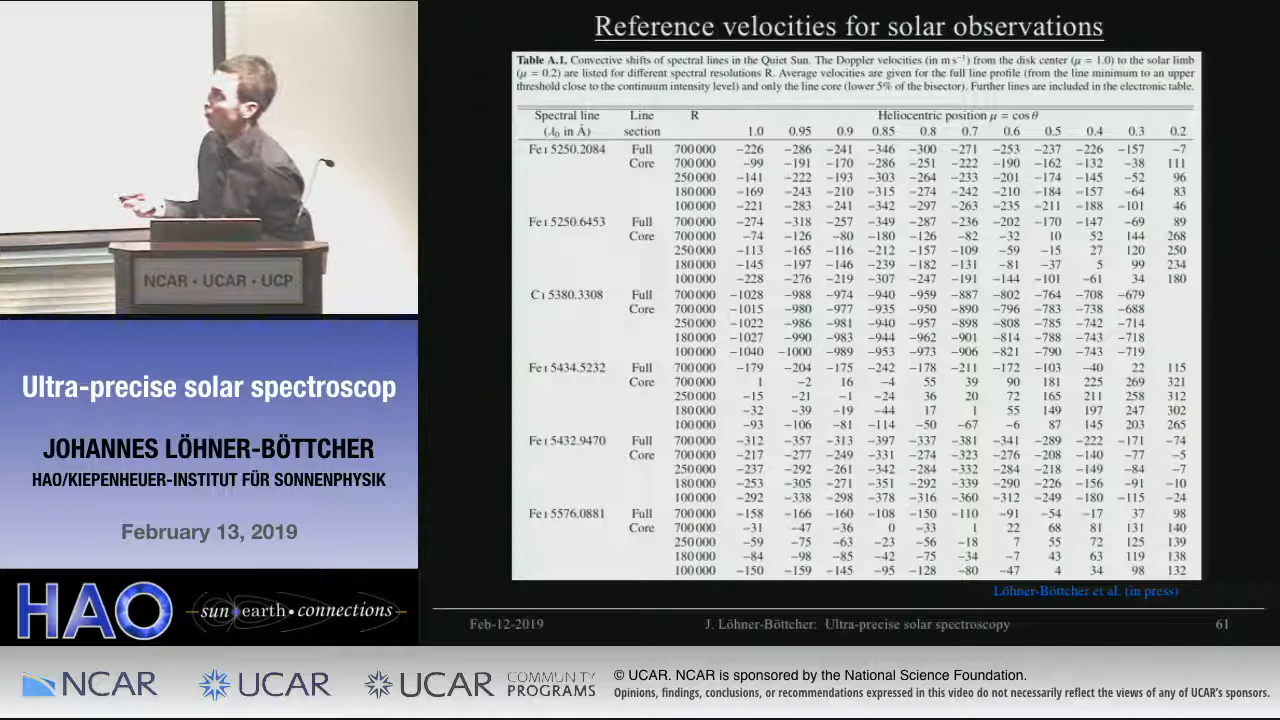 Reference velocities for solar observations
Table A.1. Convective shifts of spectral lines in the Quiet Sun. The Doppler velocities (in m s⁻¹) from the disk center (μ = 1.0) to the solar limb
(μ = 0.2) are listed for different spectral resolutions R. Average velocities are given for the full line profile (from the line minimum to an upper
threshold close to the continuum intensity level) and only the line core (lower 5% of the bisector). Further lines are included in the electronic table.
Spectral line Line R Heliocentric position μ = cos θ
(λ₀ in Å) section 1.0 0.95 0.9 0.85 0.8 0.7 0.6 0.5 0.4 0.3 0.2
Fe I 5250.2084 Full 700 000 −226 −286 −241 −346 −300 −271 −253 −237 −226 −157 −7
Core 700 000 −99 −191 −170 −286 −251 −222 −190 −162 −132 −38 111
250 000 −141 −222 −193 −303 −264 −233 −201 −174 −145 −52 96
180 000 −169 −243 −210 −315 −274 −242 −210 −184 −157 −64 83
100 000 −221 −283 −241 −342 −297 −263 −235 −211 −188 −101 46
Fe I 5250.6453 Full 700 000 −274 −318 −257 −349 −287 −236 −202 −170 −147 −69 89
Core 700 000 −74 −126 −80 −180 −126 −82 −32 10 52 144 268
250 000 −113 −165 −116 −212 −157 −109 −59 −15 27 120 250
180 000 −145 −197 −146 −239 −182 −131 −81 −37 5 99 234
100 000 −228 −276 −219 −307 −247 −191 −144 −101 −61 34 180
C I 5380.3308 Full 700 000 −1028 −988 −974 −940 −959 −887 −802 −764 −708 −679
Core 700 000 −1015 −980 −977 −935 −950 −890 −796 −783 −738 −688
250 000 −1022 −986 −981 −940 −957 −898 −808 −785 −742 −714
180 000 −1027 −990 −983 −944 −962 −901 −814 −788 −743 −718
100 000 −1040 −1000 −989 −953 −973 −906 −821 −790 −743 −719
Fe I 5434.5232 Full 700 000 −179 −204 −175 −242 −178 −211 −172 −103 −40 22 115
Core 700 000 1 −2 16 −4 55 39 90 181 225 269 321
250 000 −15 −21 −1 −24 36 20 72 165 211 258 312
180 000 −32 −39 −19 −44 17 1 55 149 197 247 302
100 000 −93 −106 −81 −114 −50 −67 −6 87 145 203 265
Fe I 5432.9470 Full 700 000 −312 −357 −313 −397 −337 −381 −341 −289 −222 −171 −74
Core 700 000 −217 −277 −249 −331 −274 −323 −276 −208 −140 −77 −5
250 000 −237 −292 −261 −342 −284 −332 −284 −218 −149 −84 −7
180 000 −253 −305 −271 −351 −292 −339 −290 −226 −156 −91 −10
100 000 −292 −338 −298 −378 −316 −360 −312 −249 −180 −115 −24
Fe I 5576.0881 Full 700 000 −158 −166 −160 −108 −150 −110 −91 −54 −17 37 98
Core 700 000 −31 −47 −36 0 −33 1 22 68 81 131 140
250 000 −59 −75 −63 −23 −56 −18 7 55 72 125 139
180 000 −84 −98 −85 −42 −75 −34 −7 43 63 119 138
100 000 −150 −159 −145 −95 −128 −80 −47 4 34 98 132
Löhner-Böttcher et al. (in press)
Feb-12-2019 J. Löhner-Böttcher: Ultra-precise solar spectroscopy 61
NCAR • UCAR • UCP
Ultra-precise solar spectroscop
JOHANNES LÖHNER-BÖTTCHER
HAO/KIEPENHEUER-INSTITUT FÜR SONNENPHYSIK
February 13, 2019
HAO sun • earth • connections
NCAR UCAR UCAR COMMUNITY PROGRAMS
© UCAR. NCAR is sponsored by the National Science Foundation.
Opinions, findings, conclusions, or recommendations expressed in this video do not necessarily reflect the views of any of UCAR's sponsors.